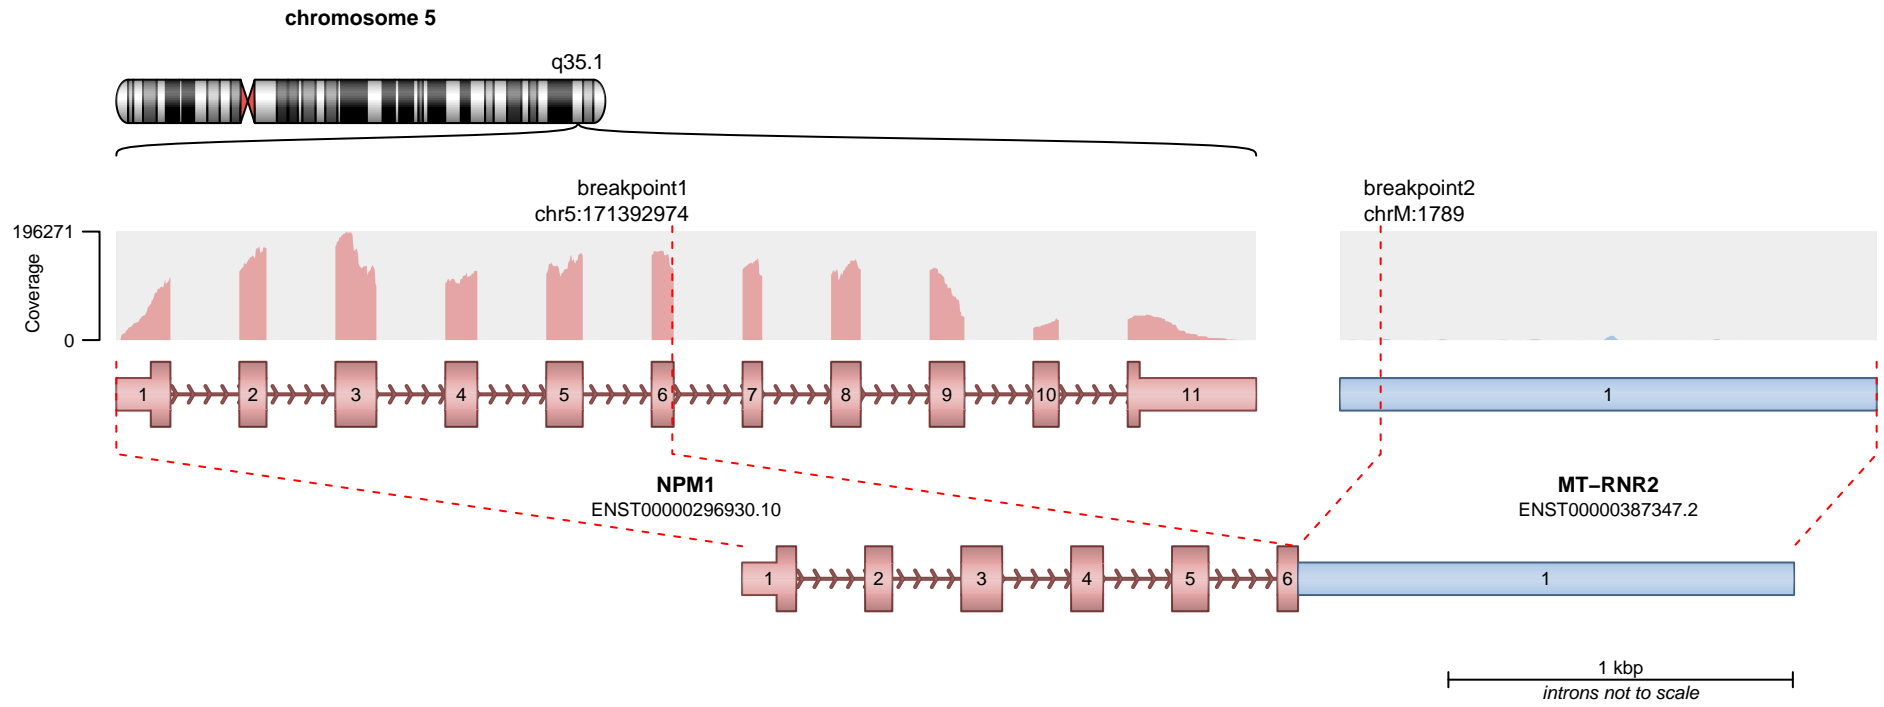 chromosome 5
q35.1
breakpoint1
chr5:171392974
breakpoint2
chrM:1789
196271
Coverage
0
1 2 3 4 5 6 7 8 9 10 11
1
NPM1
ENST00000296930.10
MT−RNR2
ENST00000387347.2
1 2 3 4 5 6 1
1 kbp
introns not to scale